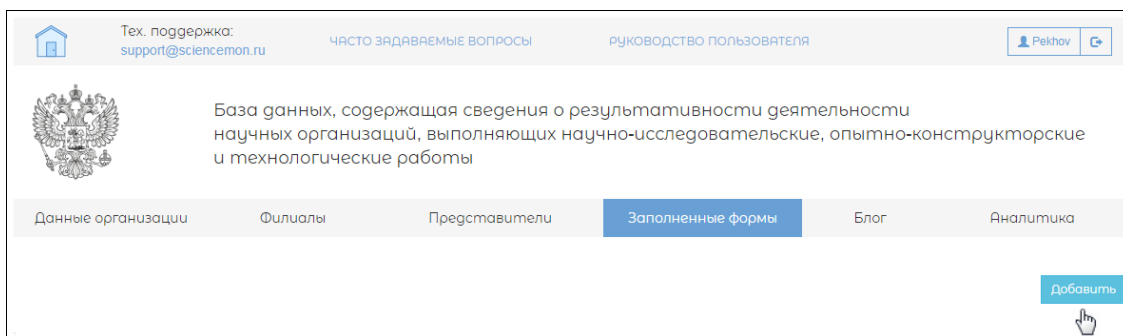 Тех. поддержка:
support@sciencemon.ru
ЧАСТО ЗАДАВАЕМЫЕ ВОПРОСЫ
РУКОВОДСТВО ПОЛЬЗОВАТЕЛЯ
Pekhov
База данных, содержащая сведения о результативности деятельности
научных организаций, выполняющих научно-исследовательские, опытно-конструкторские
и технологические работы
Данные организации
Филиалы
Представители
Заполненные формы
Блог
Аналитика
Добавить